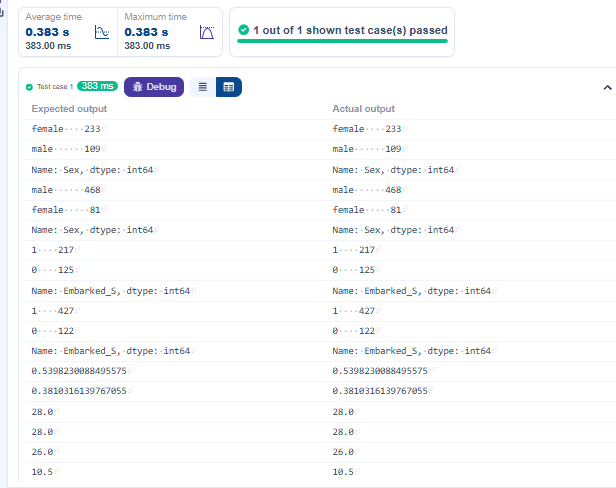 Average time
Maximum time
0.383 s
0.383 s
383.00 ms
383.00 ms
1 out of 1 shown test case(s) passed
Test case 1 383 ms Debug
Expected output Actual output
female····233 female····233
male······109 male······109
Name:·Sex,·dtype:·int64 Name:·Sex,·dtype:·int64
male······468 male······468
female·····81 female·····81
Name:·Sex,·dtype:·int64 Name:·Sex,·dtype:·int64
1····217 1····217
0····125 0····125
Name:·Embarked_S,·dtype:·int64 Name:·Embarked_S,·dtype:·int64
1····427 1····427
0····122 0····122
Name:·Embarked_S,·dtype:·int64 Name:·Embarked_S,·dtype:·int64
0.5398230088495575 0.5398230088495575
0.3810316139767055 0.3810316139767055
28.0 28.0
28.0 28.0
26.0 26.0
10.5 10.5